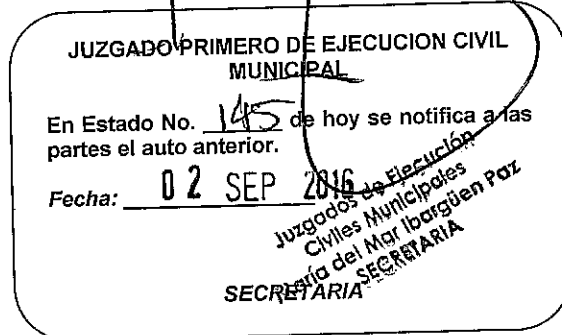 JUZGADO PRIMERO DE EJECUCION CIVIL
MUNICIPAL
En Estado No. 145 de hoy se notifica a las
partes el auto anterior.
Fecha: 02 SEP 2016
Juzgados de Ejecución
Civiles Municipales
María del Mar Ibargüen Paz
SECRETARIA
SECRETARIA